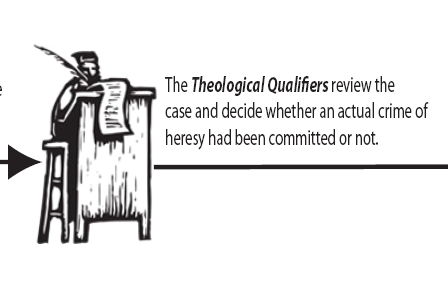 e
The Theological Qualifiers review the
case and decide whether an actual crime of
heresy had been committed or not.